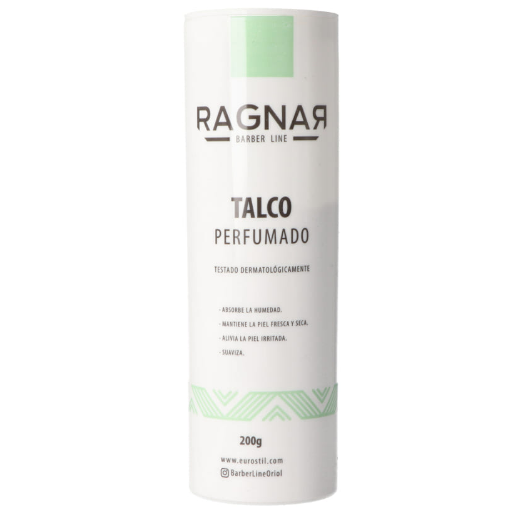 RAGNAR
BARBER LINE
TALCO
PERFUMADO
TESTADO DERMATOLÓGICAMENTE
- ABSORBE LA HUMEDAD.
- MANTIENE LA PIEL FRESCA Y SECA.
- ALIVIA LA PIEL IRRITADA.
- SUAVIZA.
200g
www.eurostil.com
BarberLineOriol